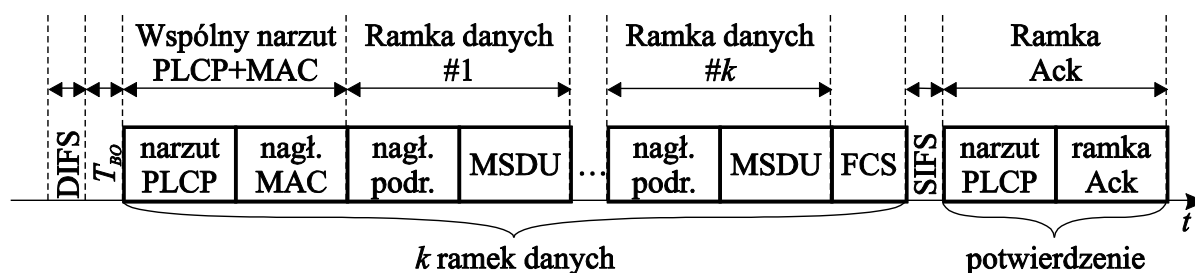 Wspólny narzut
PLCP+MAC
Ramka danych
#1
Ramka danych
#k
Ramka
Ack
DIFS
T_BO
narzut
PLCP
nagł.
MAC
nagł.
podr.
MSDU
...
nagł.
podr.
MSDU
FCS
SIFS
narzut
PLCP
ramka
Ack
t
k ramek danych
potwierdzenie